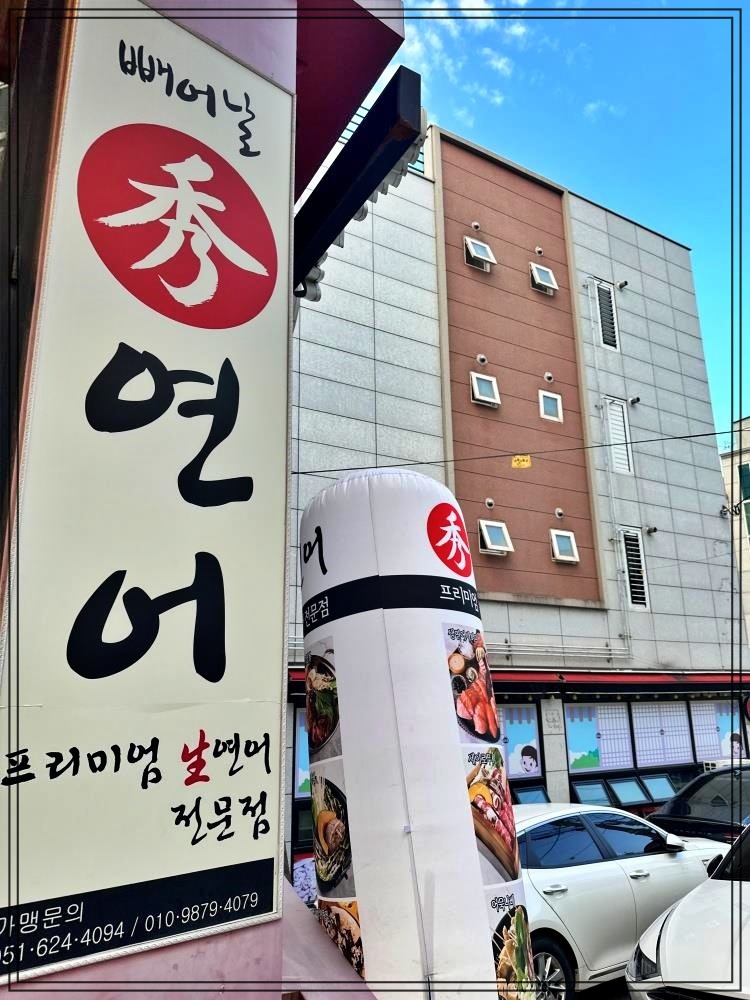 빼어날
秀
연
어
프리미엄 生연어
전문점
가맹문의
051·624·4094 / 010·9879·4079
어
秀
전문점
프리미엄